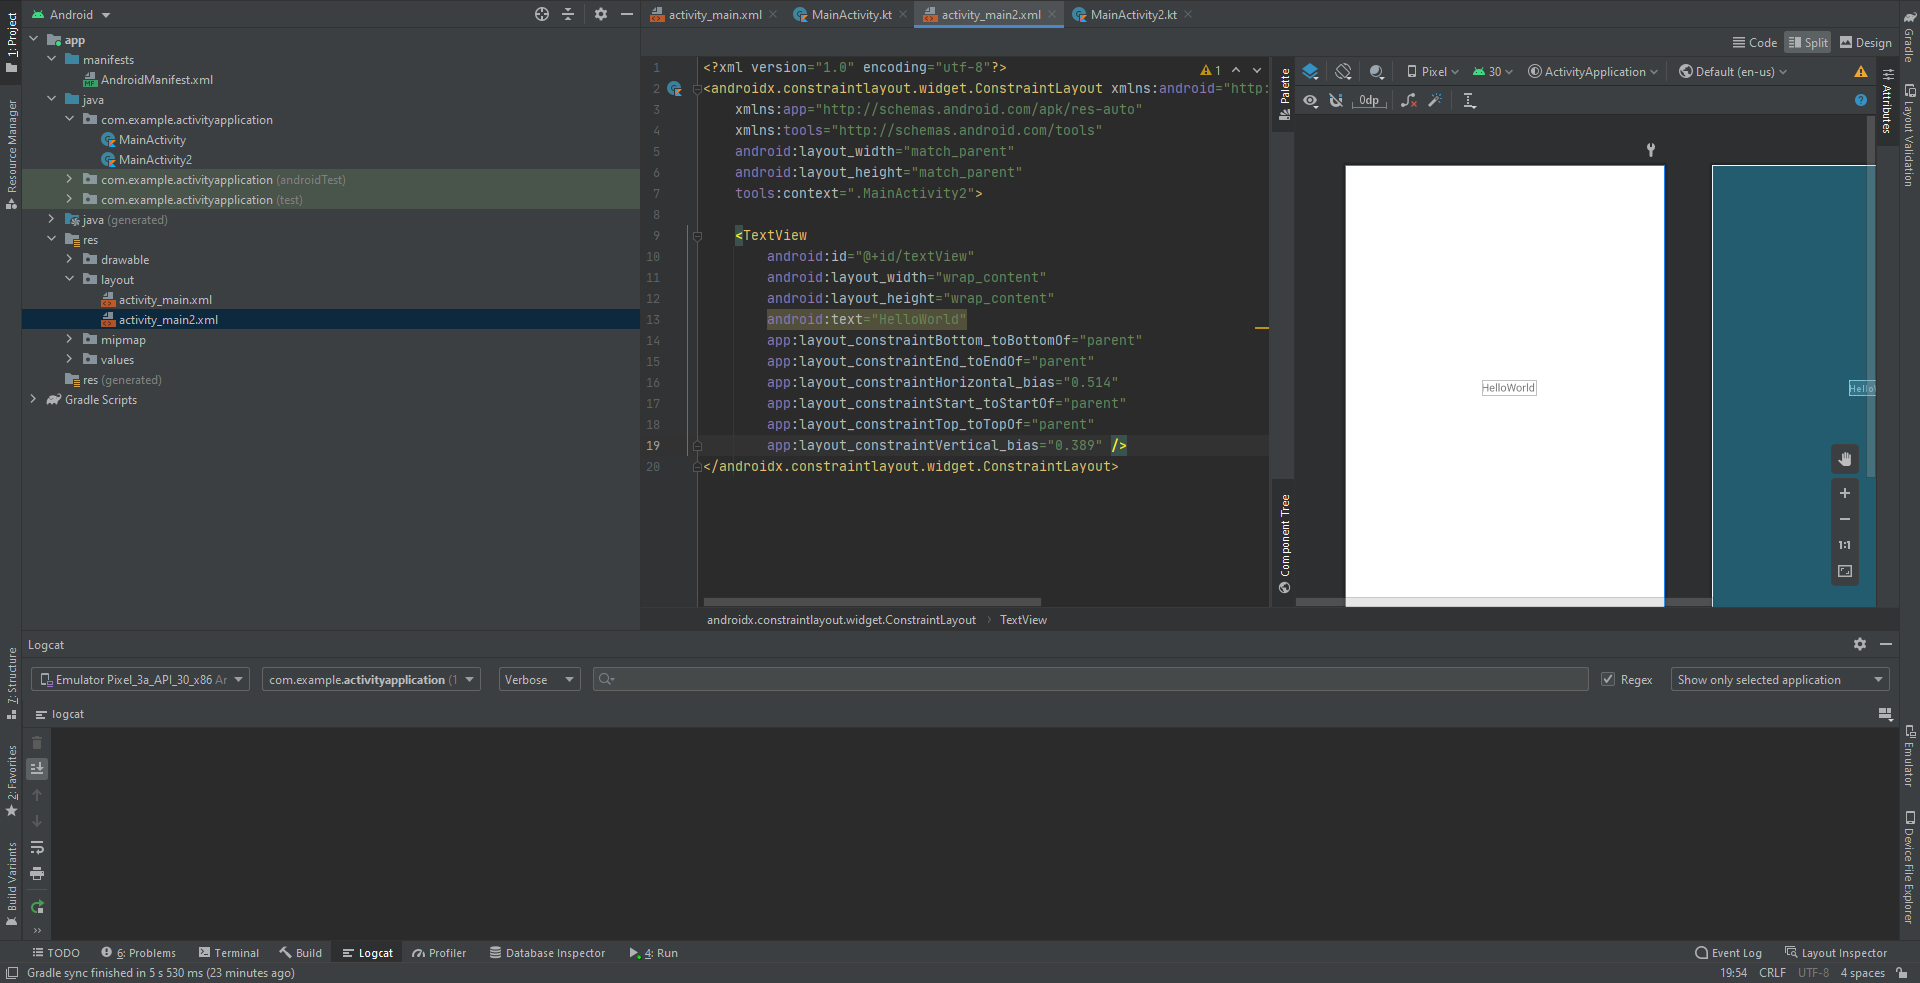 Android
activity_main.xml
MainActivity.kt
activity_main2.xml
MainActivity2.kt
Code
Split
Design
1: Project
Resource Manager
7: Structure
2: Favorites
Build Variants
app
manifests
AndroidManifest.xml
java
com.example.activityapplication
MainActivity
MainActivity2
com.example.activityapplication (androidTest)
com.example.activityapplication (test)
java (generated)
res
drawable
layout
activity_main.xml
activity_main2.xml
mipmap
values
res (generated)
Gradle Scripts
1 <?xml version="1.0" encoding="utf-8"?>
2 <androidx.constraintlayout.widget.ConstraintLayout xmlns:android="http:
3 xmlns:app="http://schemas.android.com/apk/res-auto"
4 xmlns:tools="http://schemas.android.com/tools"
5 android:layout_width="match_parent"
6 android:layout_height="match_parent"
7 tools:context=".MainActivity2">
8
9 <TextView
10 android:id="@+id/textView"
11 android:layout_width="wrap_content"
12 android:layout_height="wrap_content"
13 android:text="HelloWorld"
14 app:layout_constraintBottom_toBottomOf="parent"
15 app:layout_constraintEnd_toEndOf="parent"
16 app:layout_constraintHorizontal_bias="0.514"
17 app:layout_constraintStart_toStartOf="parent"
18 app:layout_constraintTop_toTopOf="parent"
19 app:layout_constraintVertical_bias="0.389" />
20 </androidx.constraintlayout.widget.ConstraintLayout>
1
androidx.constraintlayout.widget.ConstraintLayout › TextView
Palette
Component Tree
Pixel
30
ActivityApplication
Default (en-us)
0dp
HelloWorld
Hello
1:1
Attributes
Gradle
Layout Validation
Emulator
Device File Explorer
Logcat
Emulator Pixel_3a_API_30_x86 Ar
com.example.activityapplication (1
Verbose
Regex
Show only selected application
logcat
TODO
6: Problems
Terminal
Build
Logcat
Profiler
Database Inspector
4: Run
Event Log
Layout Inspector
Gradle sync finished in 5 s 530 ms (23 minutes ago)
19:54
CRLF
UTF-8
4 spaces